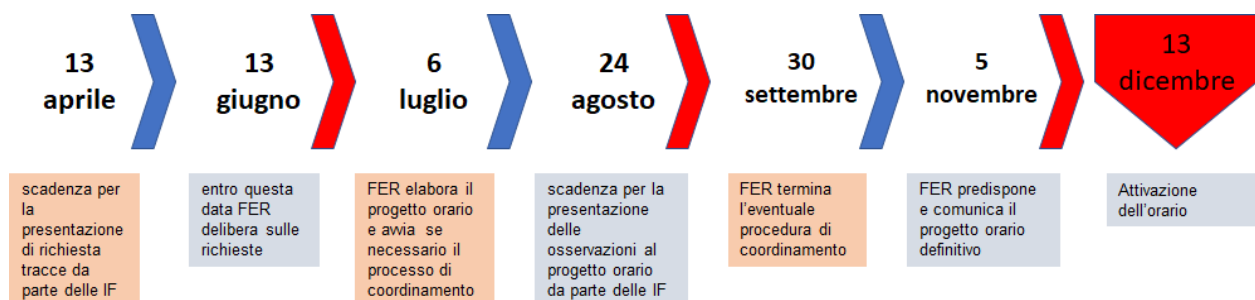 13
aprile
13
giugno
6
luglio
24
agosto
30
settembre
5
novembre
13
dicembre
scadenza per
la
presentazione
di richiesta
tracce da
parte delle IF
entro questa
data FER
delibera sulle
richieste
FER elabora il
progetto orario
e avvia se
necessario il
processo di
coordinamento
scadenza per la
presentazione
delle
osservazioni al
progetto orario
da parte delle IF
FER termina
l'eventuale
procedura di
coordinamento
FER predispone
e comunica il
progetto orario
definitivo
Attivazione
dell'orario